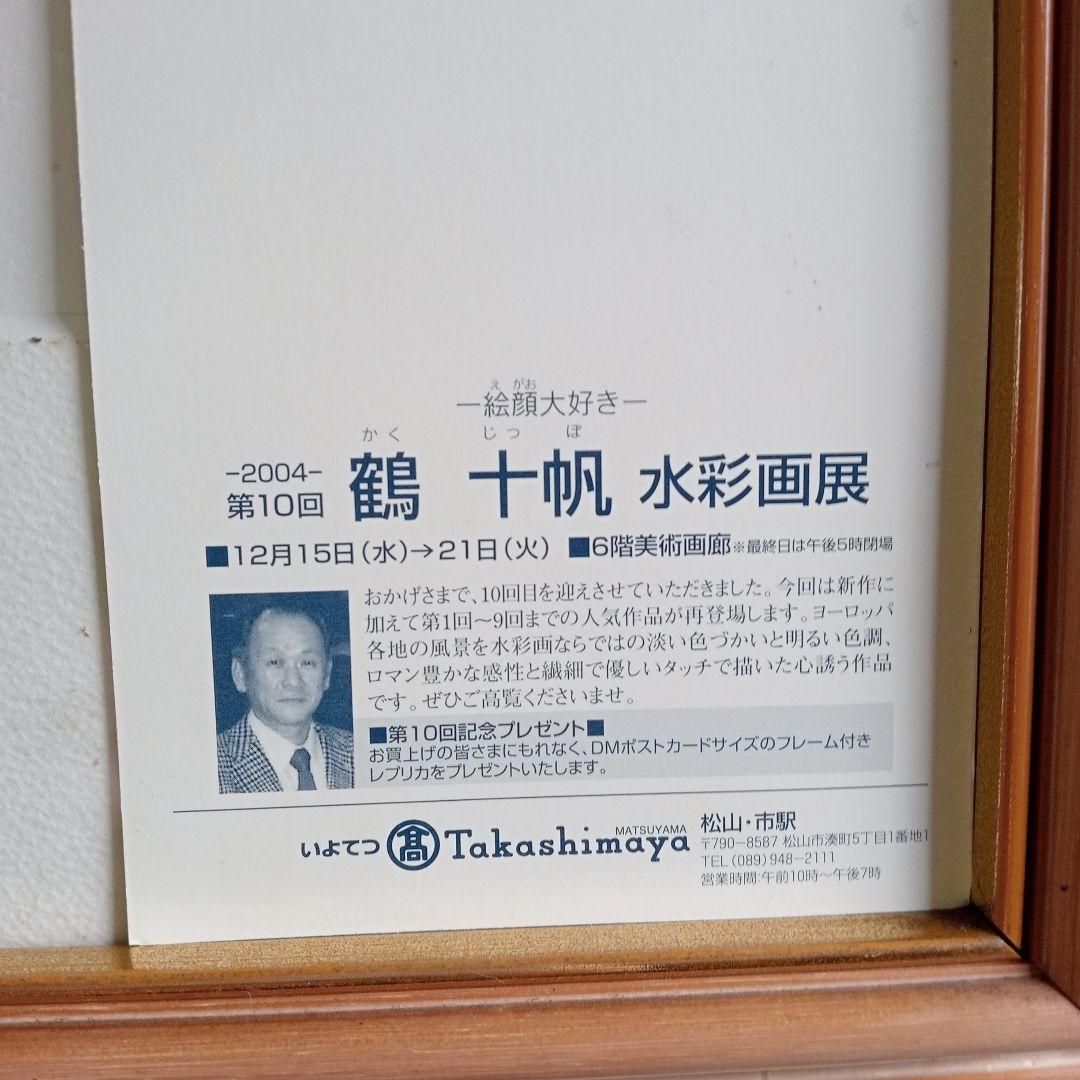 え がお
—絵顔大好き—
かく じっ ぽ
−2004−
第10回 鶴 十帆 水彩画展
■12月15日(水)→21日(火) ■6階美術画廊※最終日は午後5時閉場
おかげさまで、10回目を迎えさせていただきました。今回は新作に
加えて第1回〜9回までの人気作品が再登場します。ヨーロッパ
各地の風景を水彩画ならではの淡い色づかいと明るい色調、
ロマン豊かな感性と繊細で優しいタッチで描いた心誘う作品
です。ぜひご高覧くださいませ。
■第10回記念プレゼント■
お買上げの皆さまにもれなく、DMポストカードサイズのフレーム付き
レプリカをプレゼントいたします。
いよてつ 髙 Takashimaya MATSUYAMA
松山・市駅
〒790−8587 松山市湊町5丁目1番地1
TEL(089)948−2111
営業時間:午前10時〜午後7時